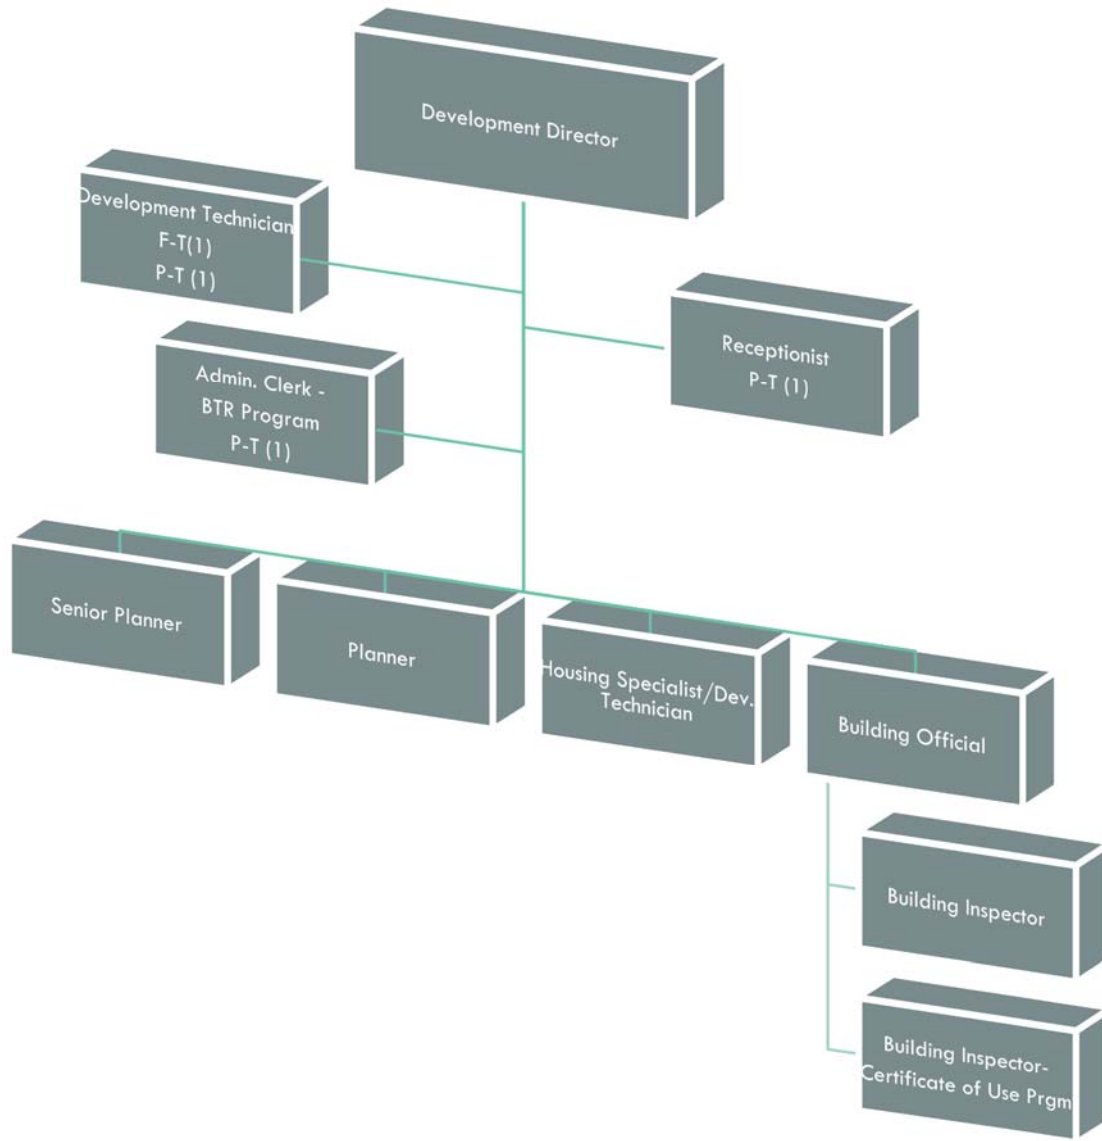 Development Director
Development Technician
F-T(1)
P-T (1)
Receptionist
P-T (1)
Admin. Clerk -
BTR Program
P-T (1)
Senior Planner
Planner
Housing Specialist/Dev.
Technician
Building Official
Building Inspector
Building Inspector-
Certificate of Use Prgm